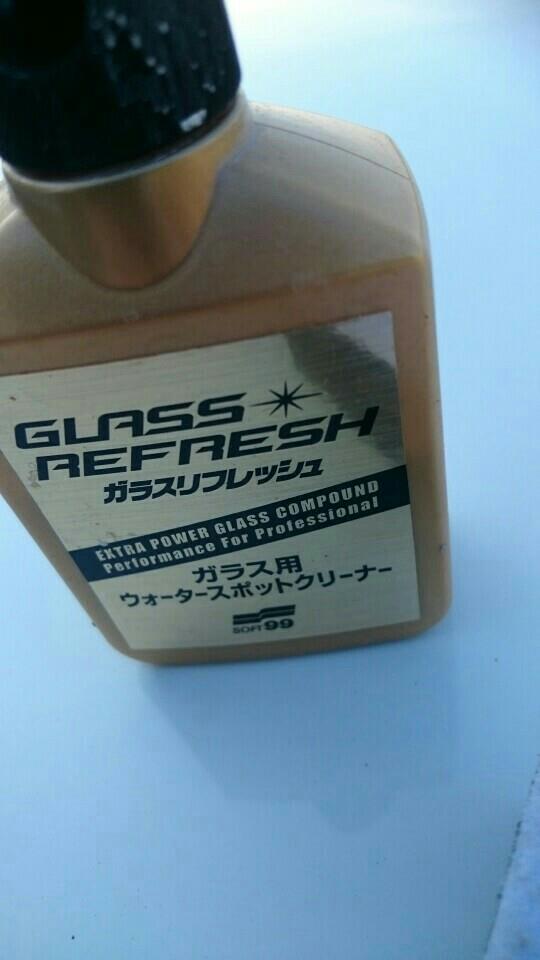 GLASS
REFRESH
ガラスリフレッシュ
EXTRA POWER GLASS COMPOUND
Performance For Professional
ガラス用
ウォータースポットクリーナー
SOFT99